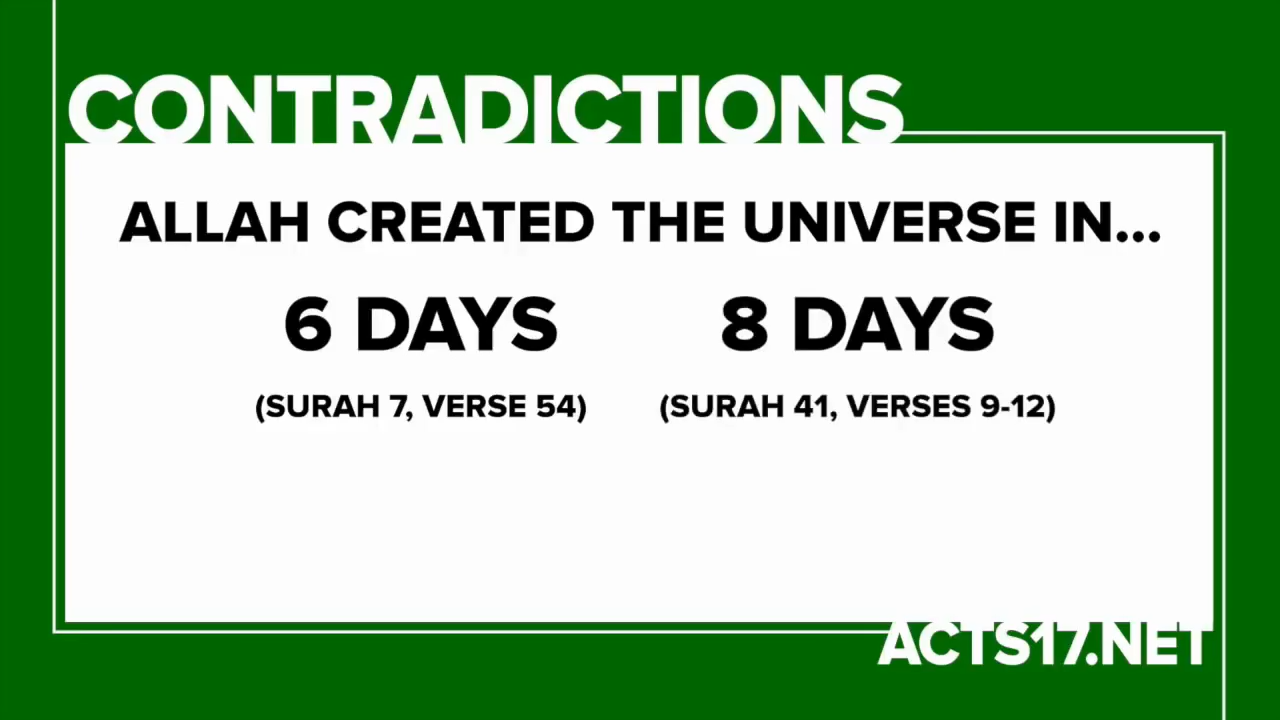 CONTRADICTIONS
ALLAH CREATED THE UNIVERSE IN...
6 DAYS 8 DAYS
(SURAH 7, VERSE 54) (SURAH 41, VERSES 9-12)
ACTS17.NET